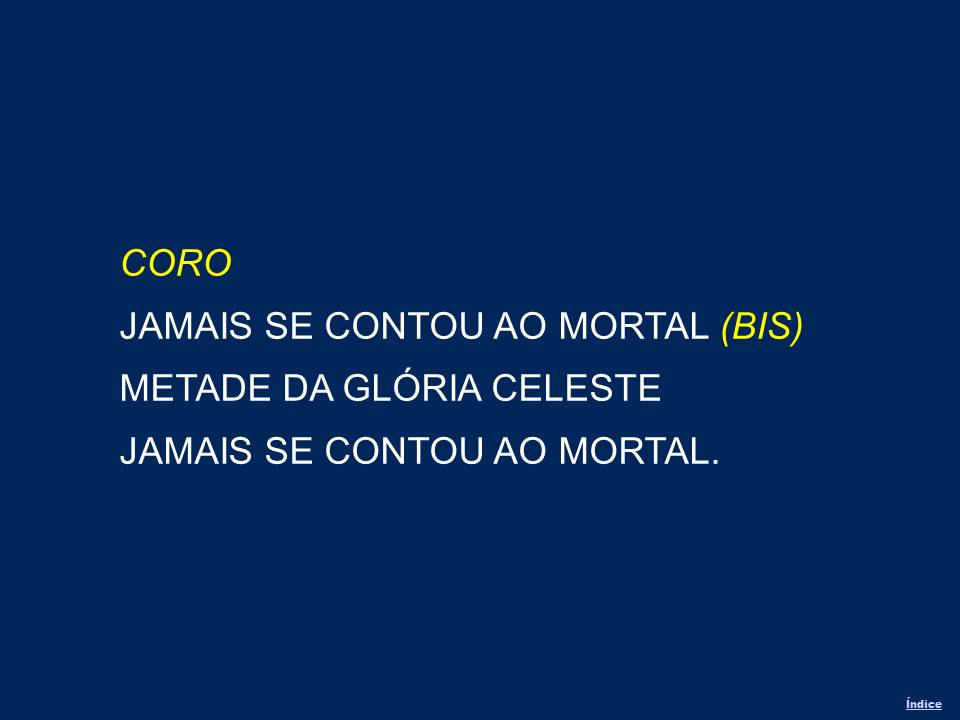 CORO
JAMAIS SE CONTOU AO MORTAL (BIS)
METADE DA GLÓRIA CELESTE
JAMAIS SE CONTOU AO MORTAL.
Índice